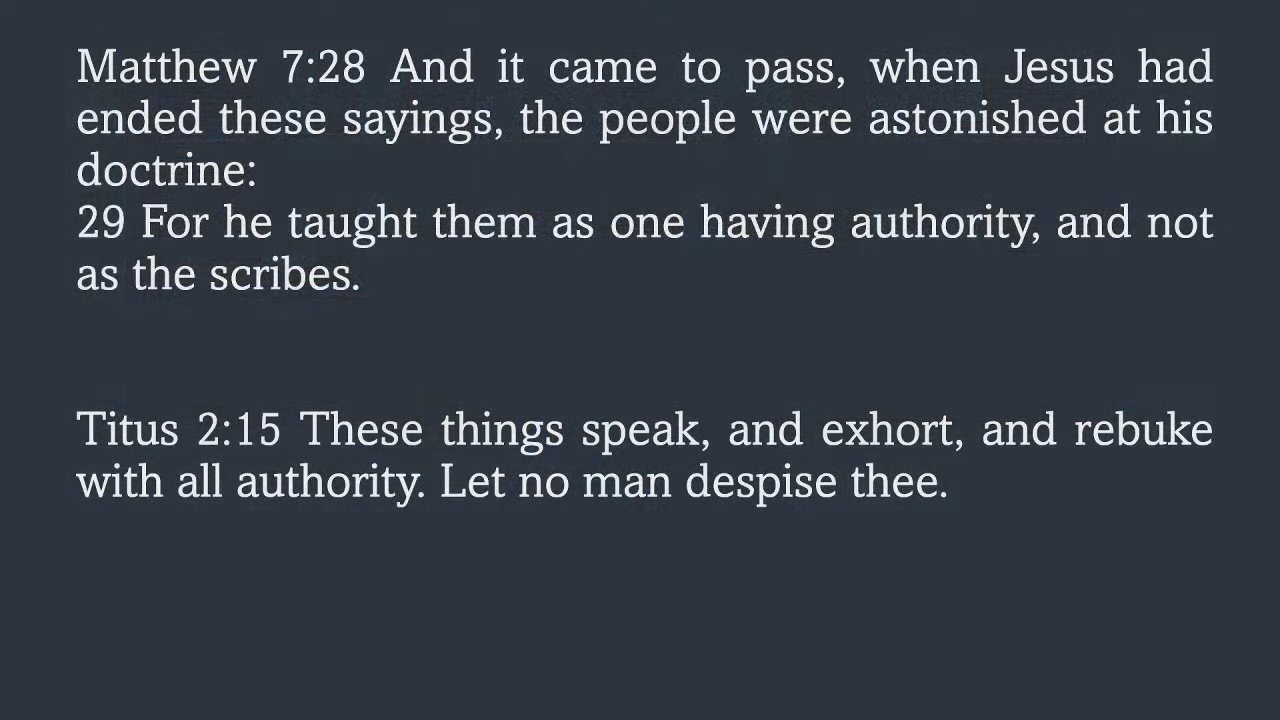 Matthew 7:28 And it came to pass, when Jesus had
ended these sayings, the people were astonished at his
doctrine:
29 For he taught them as one having authority, and not
as the scribes.
Titus 2:15 These things speak, and exhort, and rebuke
with all authority. Let no man despise thee.